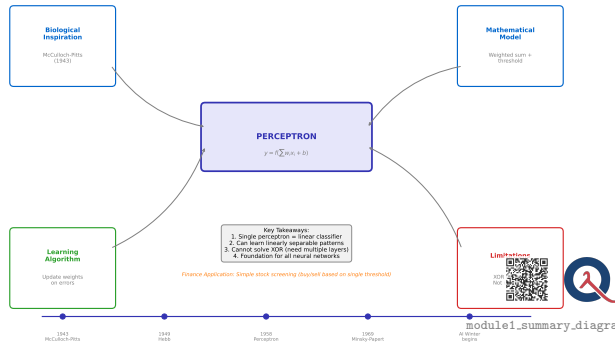 Biological
Inspiration
McCulloch-Pitts
(1943)
Mathematical
Model
Weighted sum +
threshold
PERCEPTRON
y = f(∑wᵢxᵢ + b)
Learning
Algorithm
Update weights
on errors
Key Takeaways:
1. Single perceptron = linear classifier
2. Can learn linearly separable patterns
3. Cannot solve XOR (need multiple layers)
4. Foundation for all neural networks
Finance Application: Simple stock screening (buy/sell based on single threshold)
Limitations
XOR
Not
1943
McCulloch-Pitts
1949
Hebb
1958
Perceptron
1969
Minsky-Papert
AI Winter
begins
module1_summary_diagra